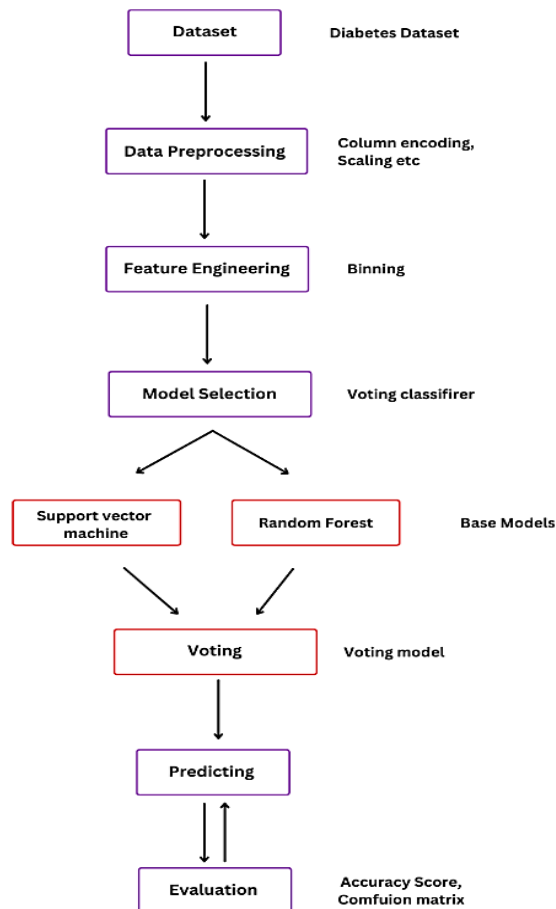 Dataset
Diabetes Dataset
Data Preprocessing
Column encoding,
Scaling etc
Feature Engineering
Binning
Model Selection
Voting classifirer
Support vector
machine
Random Forest
Base Models
Voting
Voting model
Predicting
Evaluation
Accuracy Score,
Comfuion matrix